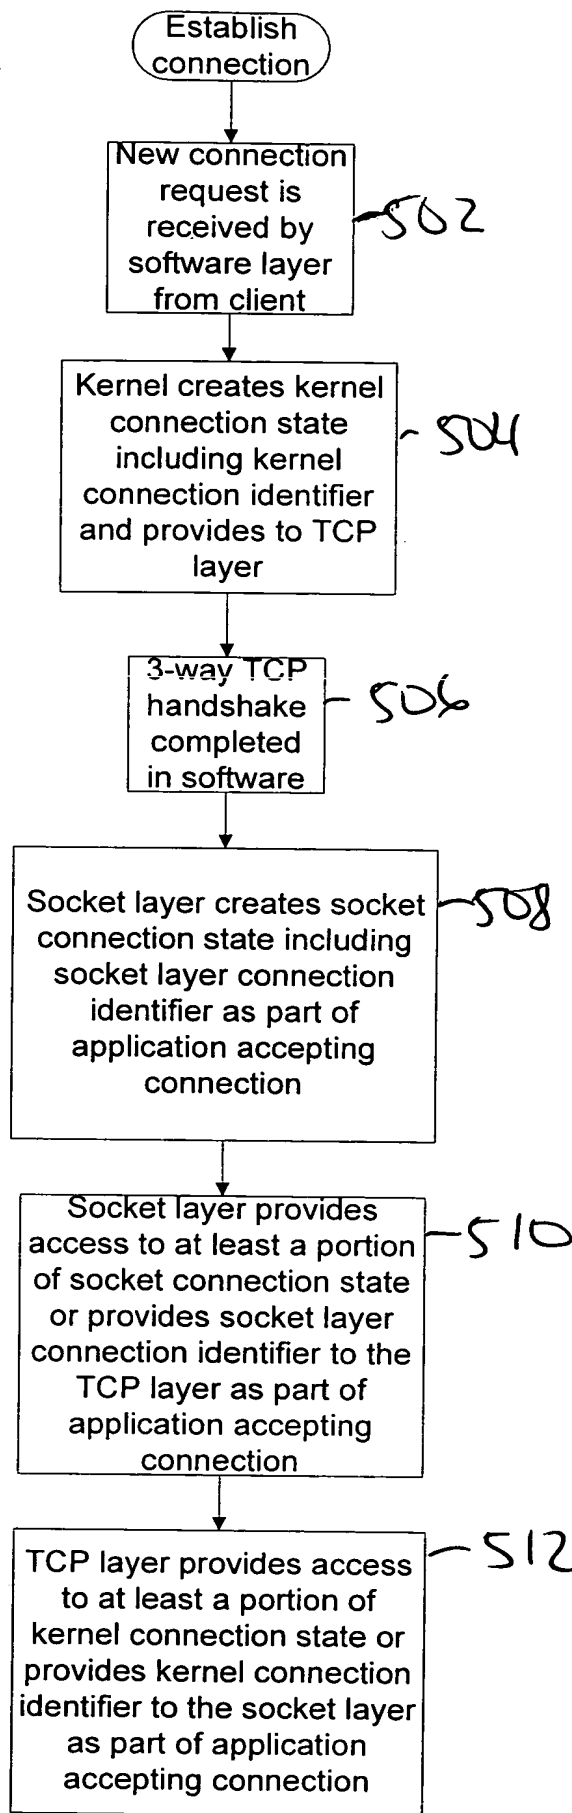 Establish
connection
New connection
request is
received by
software layer
from client
502
Kernel creates kernel
connection state
including kernel
connection identifier
and provides to TCP
layer
504
3-way TCP
handshake
completed
in software
506
Socket layer creates socket
connection state including
socket layer connection
identifier as part of
application accepting
connection
508
Socket layer provides
access to at least a portion
of socket connection state
or provides socket layer
connection identifier to the
TCP layer as part of
application accepting
connection
510
TCP layer provides access
to at least a portion of
kernel connection state or
provides kernel connection
identifier to the socket layer
as part of application
accepting connection
512